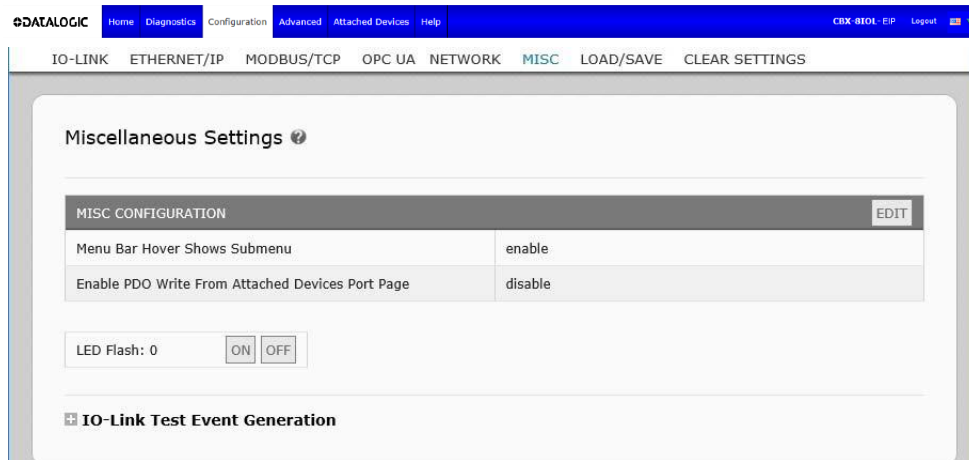 DATALOGIC Home Diagnostics Configuration Advanced Attached Devices Help CBX-8IOL-EIP Logout
IO-LINK ETHERNET/IP MODBUS/TCP OPC UA NETWORK MISC LOAD/SAVE CLEAR SETTINGS
Miscellaneous Settings ?
MISC CONFIGURATION EDIT
Menu Bar Hover Shows Submenu enable
Enable PDO Write From Attached Devices Port Page disable
LED Flash: 0 ON OFF
IO-Link Test Event Generation